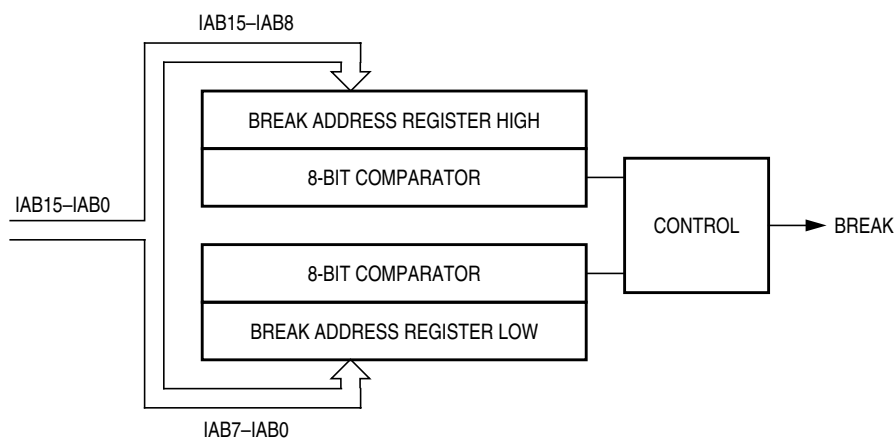 IAB15–IAB8
BREAK ADDRESS REGISTER HIGH
8-BIT COMPARATOR
IAB15–IAB0
CONTROL
BREAK
8-BIT COMPARATOR
BREAK ADDRESS REGISTER LOW
IAB7–IAB0